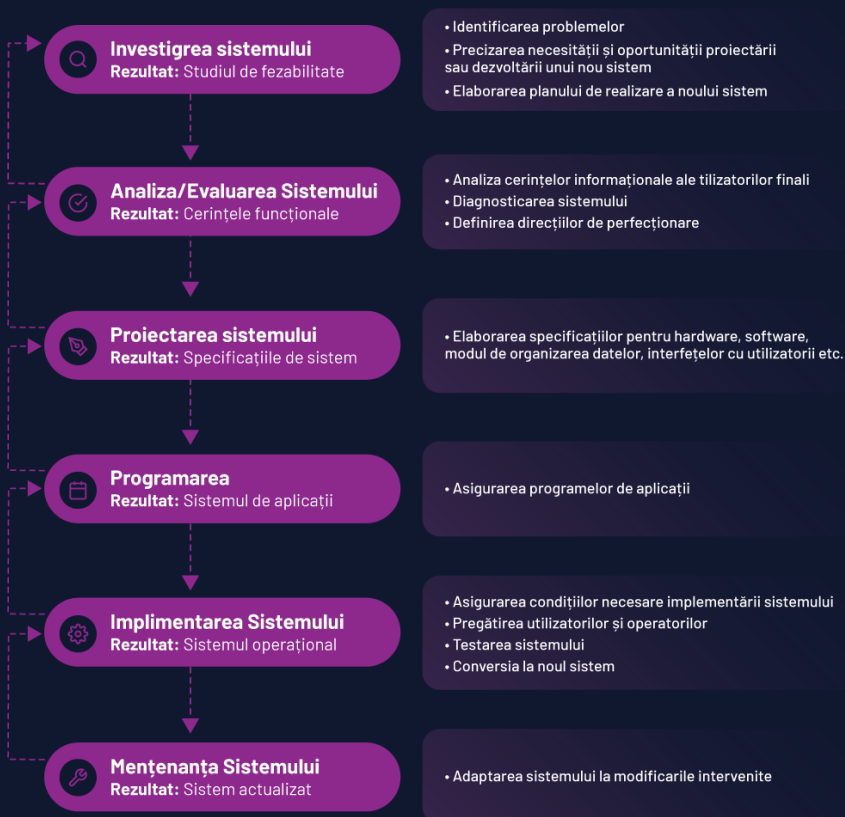 Investigrea sistemului
Rezultat: Studiul de fezabilitate
• Identificarea problemelor
• Precizarea necesității și oportunității proiectării
sau dezvoltării unui nou sistem
• Elaborarea planului de realizare a noului sistem
Analiza/Evaluarea Sistemului
Rezultat: Cerințele funcționale
• Analiza cerințelor informaționale ale tilizatorilor finali
• Diagnosticarea sistemului
• Definirea direcțiilor de perfecționare
Proiectarea sistemului
Rezultat: Specificațiile de sistem
• Elaborarea specificațiilor pentru hardware, software,
modul de organizarea datelor, interfețelor cu utilizatorii etc.
Programarea
Rezultat: Sistemul de aplicații
• Asigurarea programelor de aplicații
Implimentarea Sistemului
Rezultat: Sistemul operațional
• Asigurarea condițiilor necesare implementării sistemului
• Pregătirea utilizatorilor și operatorilor
• Testarea sistemului
• Conversia la noul sistem
Mențenanța Sistemului
Rezultat: Sistem actualizat
• Adaptarea sistemului la modificarile intervenite